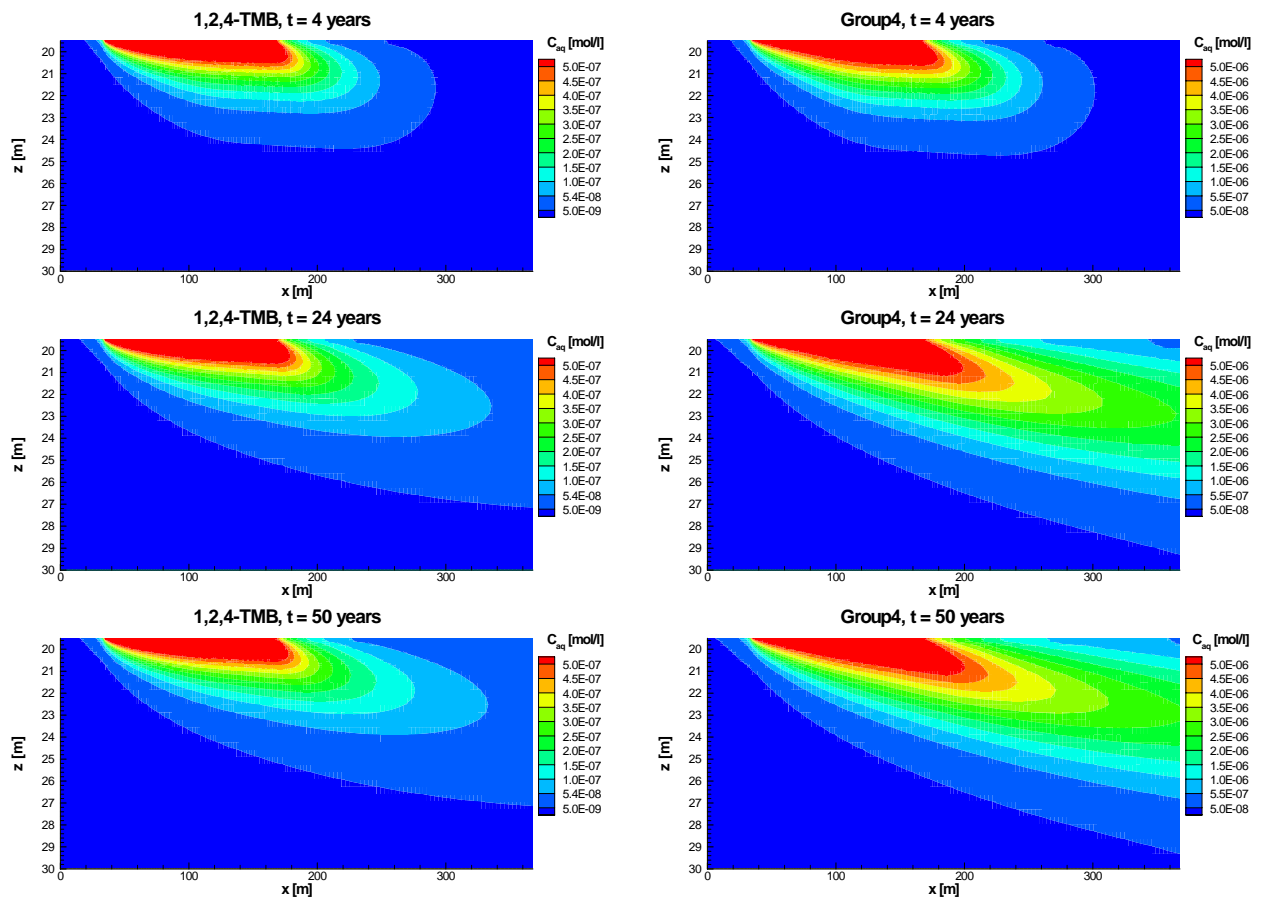 1,2,4-TMB, t = 4 years
C_aq [mol/l]
5.0E-07
4.5E-07
4.0E-07
3.5E-07
3.0E-07
2.5E-07
2.0E-07
1.5E-07
1.0E-07
5.4E-08
5.0E-09
z [m]
20
21
22
23
24
25
26
27
28
29
30
0 100 200 300
x [m]
Group4, t = 4 years
C_aq [mol/l]
5.0E-06
4.5E-06
4.0E-06
3.5E-06
3.0E-06
2.5E-06
2.0E-06
1.5E-06
1.0E-06
5.5E-07
5.0E-08
z [m]
20
21
22
23
24
25
26
27
28
29
30
0 100 200 300
x [m]
1,2,4-TMB, t = 24 years
C_aq [mol/l]
5.0E-07
4.5E-07
4.0E-07
3.5E-07
3.0E-07
2.5E-07
2.0E-07
1.5E-07
1.0E-07
5.4E-08
5.0E-09
z [m]
20
21
22
23
24
25
26
27
28
29
30
0 100 200 300
x [m]
Group4, t = 24 years
C_aq [mol/l]
5.0E-06
4.5E-06
4.0E-06
3.5E-06
3.0E-06
2.5E-06
2.0E-06
1.5E-06
1.0E-06
5.5E-07
5.0E-08
z [m]
20
21
22
23
24
25
26
27
28
29
30
0 100 200 300
x [m]
1,2,4-TMB, t = 50 years
C_aq [mol/l]
5.0E-07
4.5E-07
4.0E-07
3.5E-07
3.0E-07
2.5E-07
2.0E-07
1.5E-07
1.0E-07
5.4E-08
5.0E-09
z [m]
20
21
22
23
24
25
26
27
28
29
30
0 100 200 300
x [m]
Group4, t = 50 years
C_aq [mol/l]
5.0E-06
4.5E-06
4.0E-06
3.5E-06
3.0E-06
2.5E-06
2.0E-06
1.5E-06
1.0E-06
5.5E-07
5.0E-08
z [m]
20
21
22
23
24
25
26
27
28
29
30
0 100 200 300
x [m]